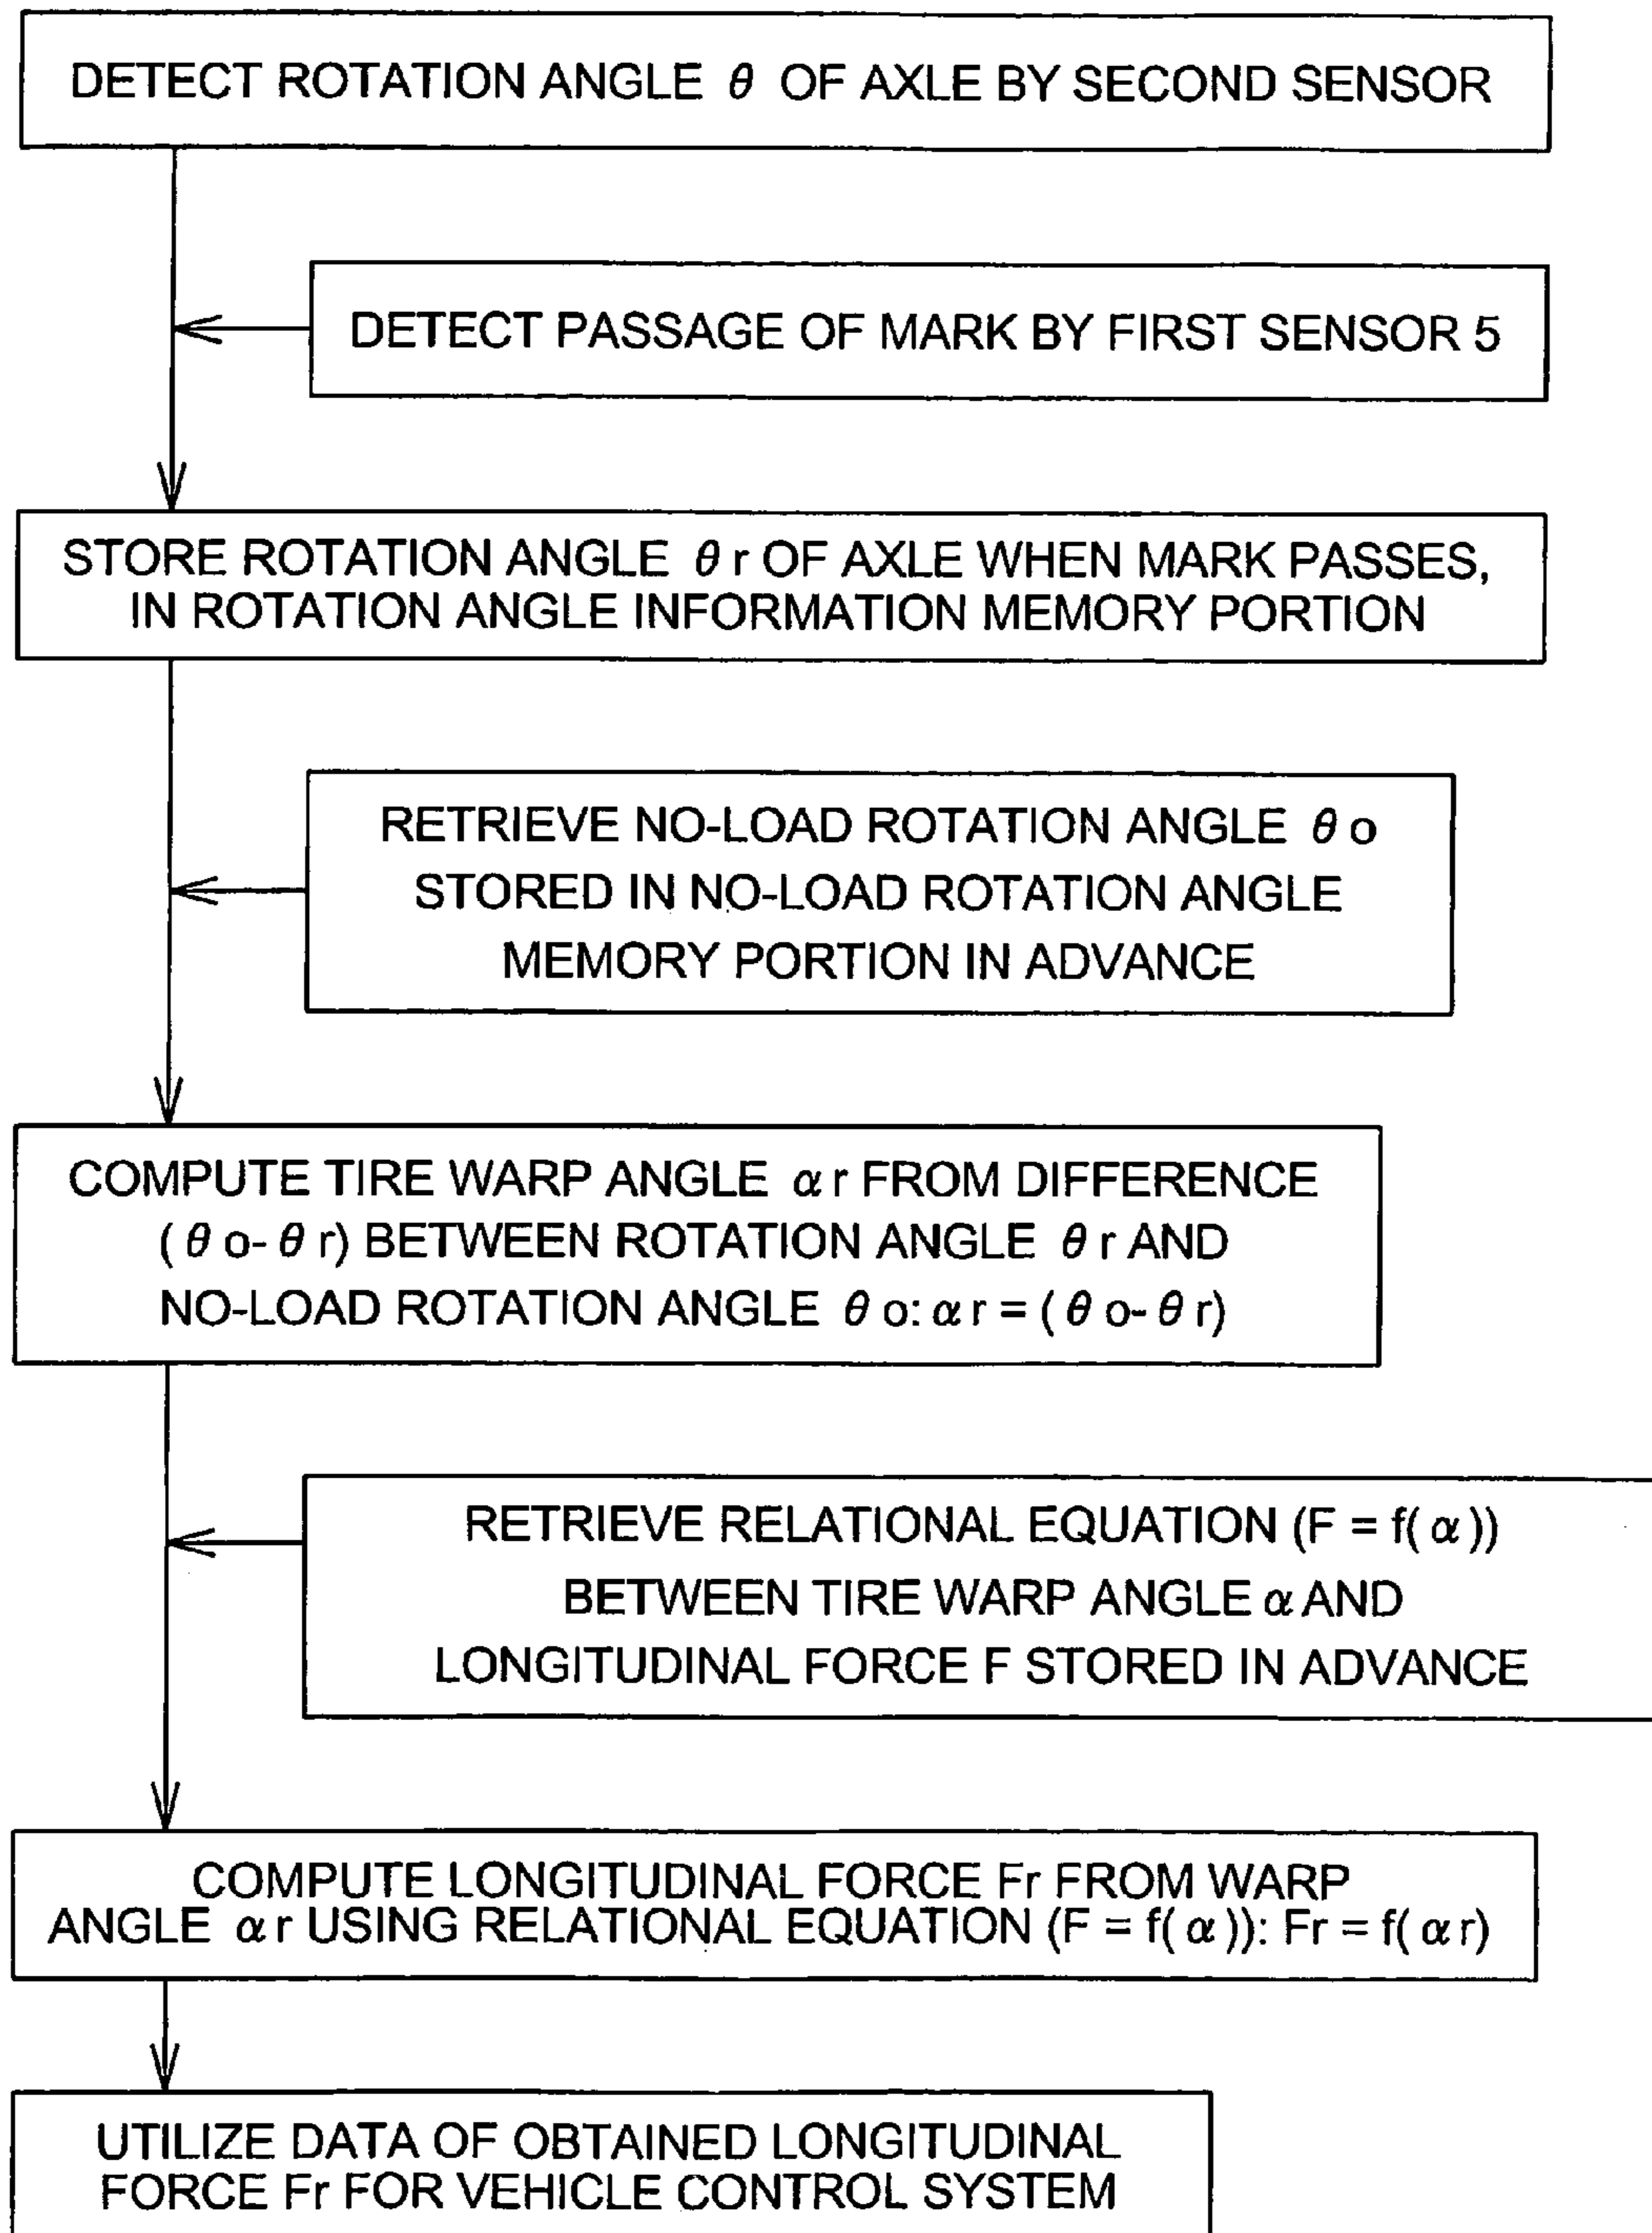 DETECT ROTATION ANGLE θ OF AXLE BY SECOND SENSOR
DETECT PASSAGE OF MARK BY FIRST SENSOR 5
STORE ROTATION ANGLE θ r OF AXLE WHEN MARK PASSES,
IN ROTATION ANGLE INFORMATION MEMORY PORTION
RETRIEVE NO-LOAD ROTATION ANGLE θ o
STORED IN NO-LOAD ROTATION ANGLE
MEMORY PORTION IN ADVANCE
COMPUTE TIRE WARP ANGLE α r FROM DIFFERENCE
( θ o- θ r) BETWEEN ROTATION ANGLE θ r AND
NO-LOAD ROTATION ANGLE θ o: α r = ( θ o- θ r)
RETRIEVE RELATIONAL EQUATION (F = f( α ))
BETWEEN TIRE WARP ANGLE α AND
LONGITUDINAL FORCE F STORED IN ADVANCE
COMPUTE LONGITUDINAL FORCE Fr FROM WARP
ANGLE α r USING RELATIONAL EQUATION (F = f( α )): Fr = f( α r)
UTILIZE DATA OF OBTAINED LONGITUDINAL
FORCE Fr FOR VEHICLE CONTROL SYSTEM